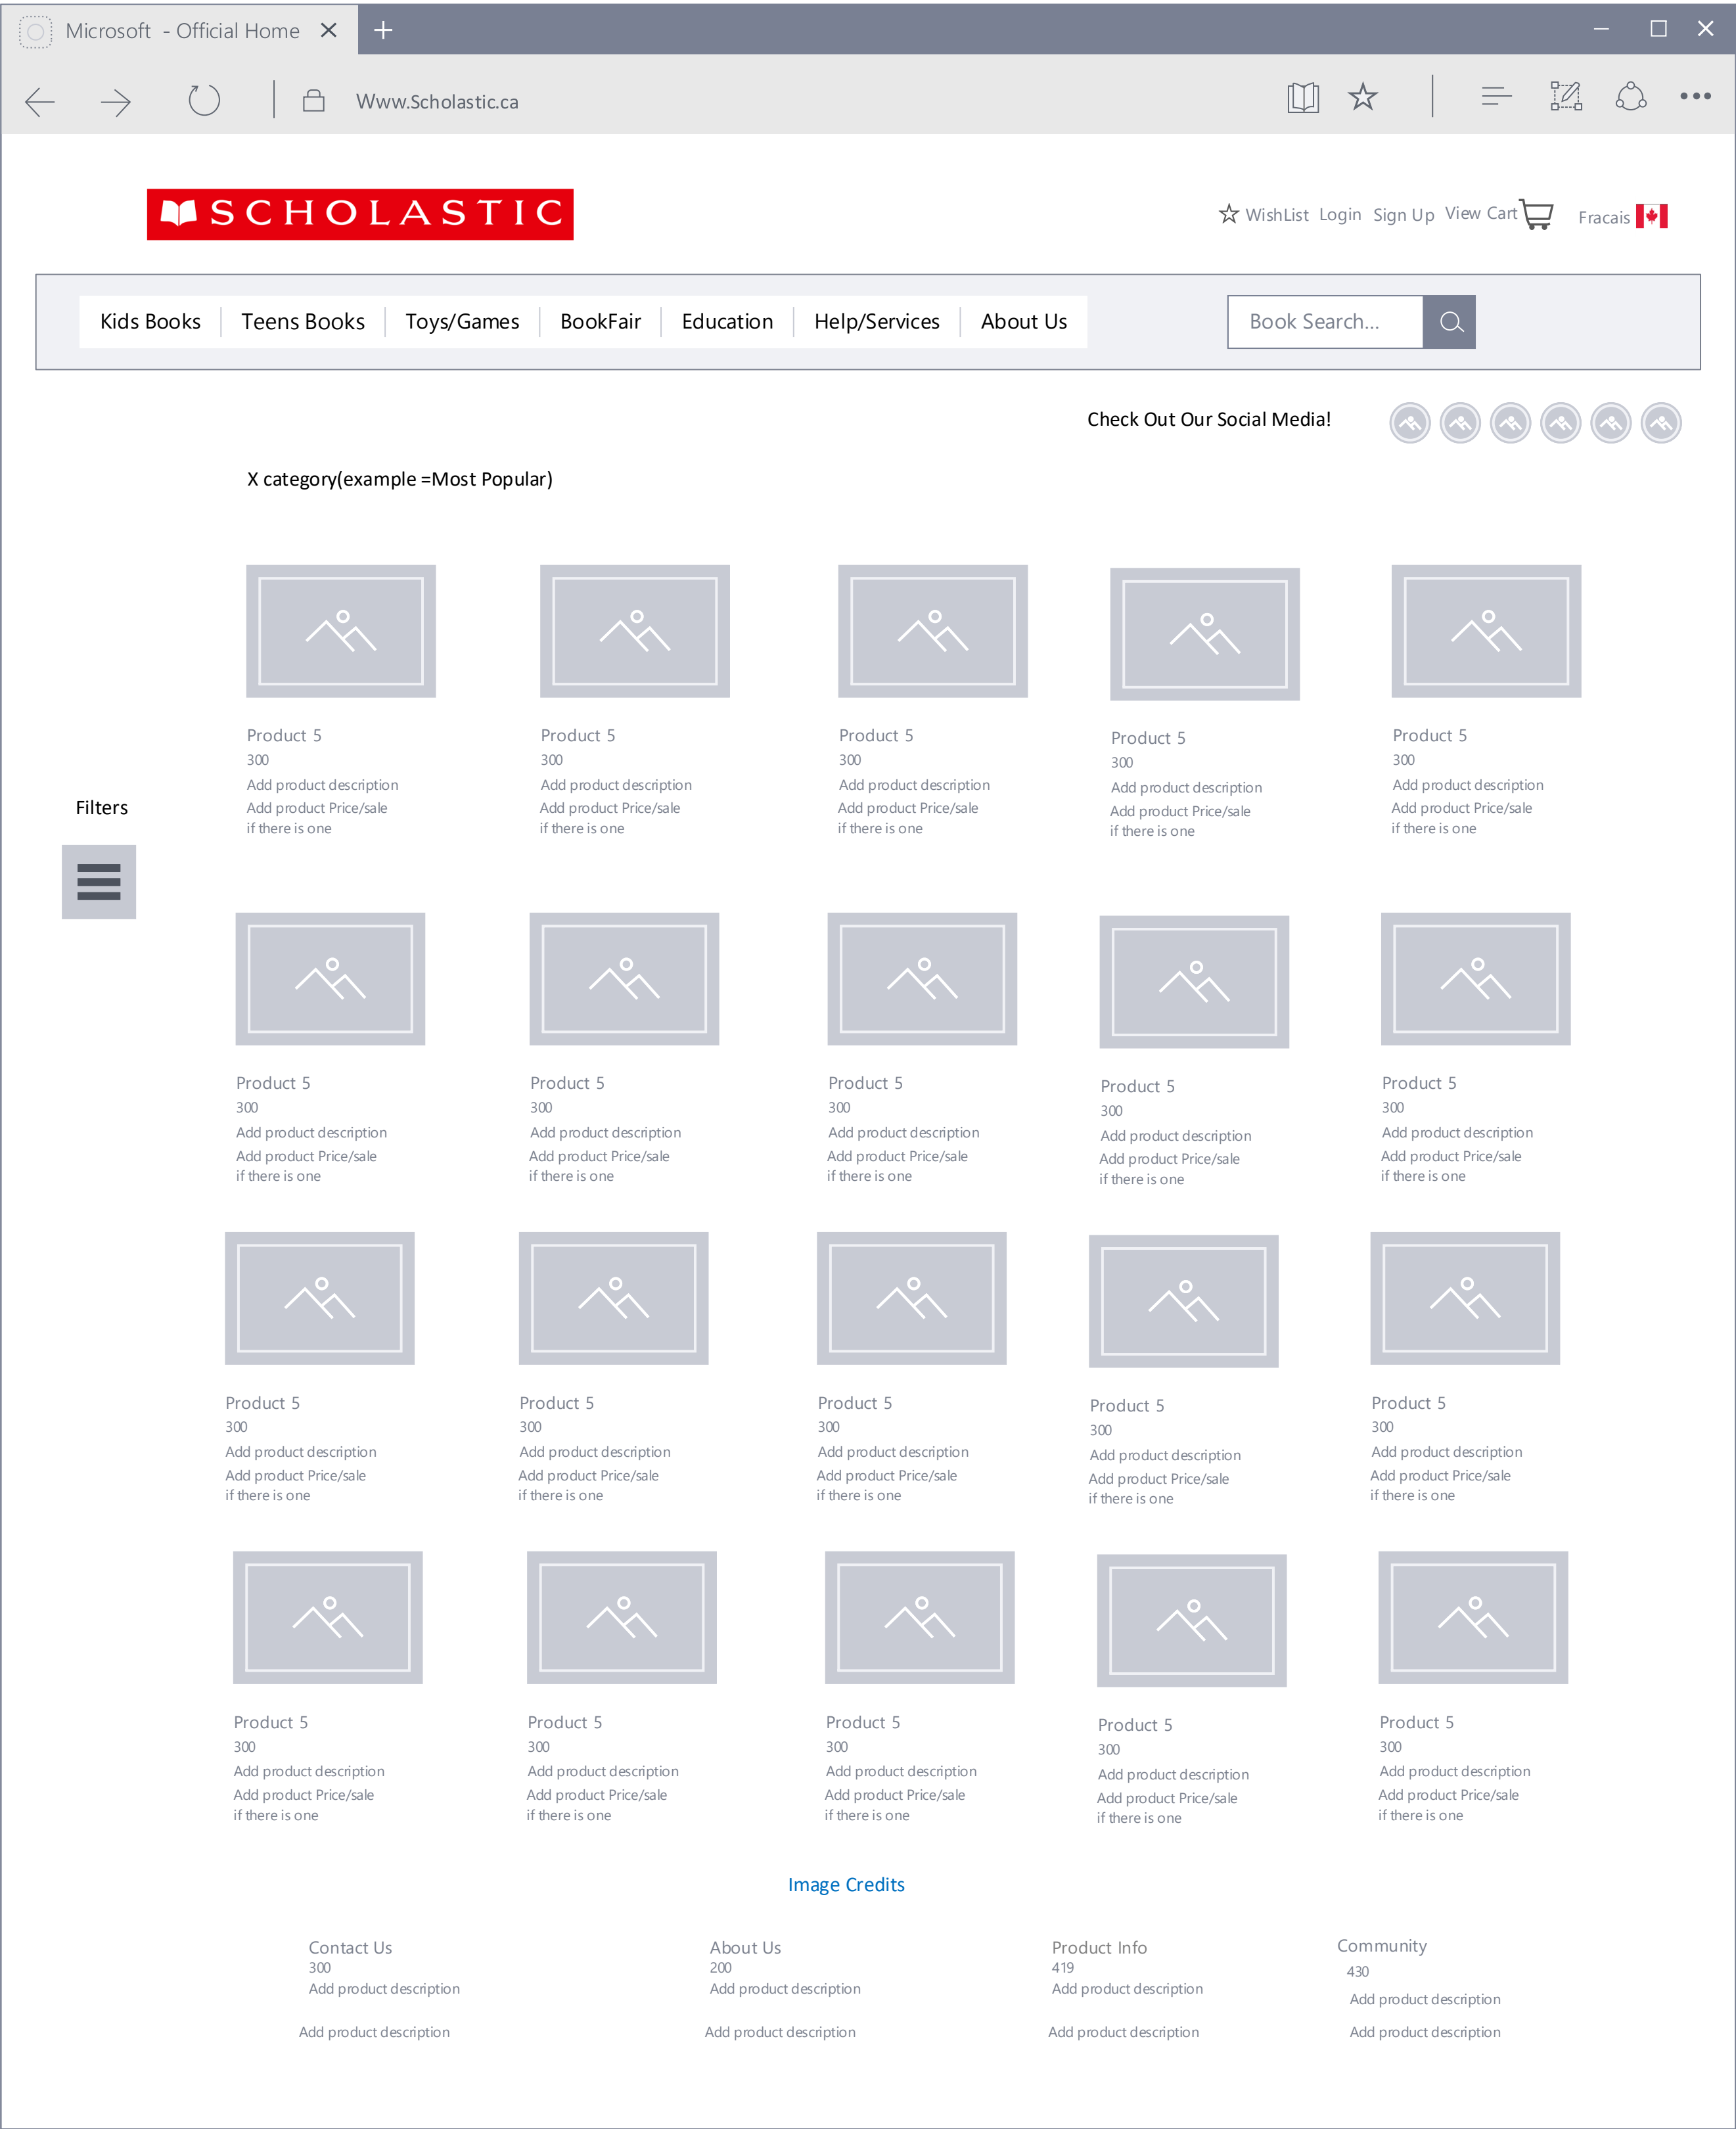 Microsoft - Official Home
Www.Scholastic.ca
SCHOLASTIC
WishList Login Sign Up View Cart Fracais
Kids Books Teens Books Toys/Games BookFair Education Help/Services About Us Book Search...
Check Out Our Social Media!
X category(example =Most Popular)
Product 5 Product 5 Product 5 Product 5 Product 5
300 300 300 300 300
Add product description Add product description Add product description Add product description Add product description
Filters
Add product Price/sale Add product Price/sale Add product Price/sale Add product Price/sale Add product Price/sale
if there is one if there is one if there is one if there is one if there is one
Product 5 Product 5 Product 5 Product 5 Product 5
300 300 300 300 300
Add product description Add product description Add product description Add product description Add product description
Add product Price/sale Add product Price/sale Add product Price/sale Add product Price/sale Add product Price/sale
if there is one if there is one if there is one if there is one if there is one
Product 5 Product 5 Product 5 Product 5 Product 5
300 300 300 300 300
Add product description Add product description Add product description Add product description Add product description
Add product Price/sale Add product Price/sale Add product Price/sale Add product Price/sale Add product Price/sale
if there is one if there is one if there is one if there is one if there is one
Product 5 Product 5 Product 5 Product 5 Product 5
300 300 300 300 300
Add product description Add product description Add product description Add product description Add product description
Add product Price/sale Add product Price/sale Add product Price/sale Add product Price/sale Add product Price/sale
if there is one if there is one if there is one if there is one if there is one
Image Credits
Contact Us About Us Product Info Community
300 200 419 430
Add product description Add product description Add product description Add product description
Add product description Add product description Add product description Add product description